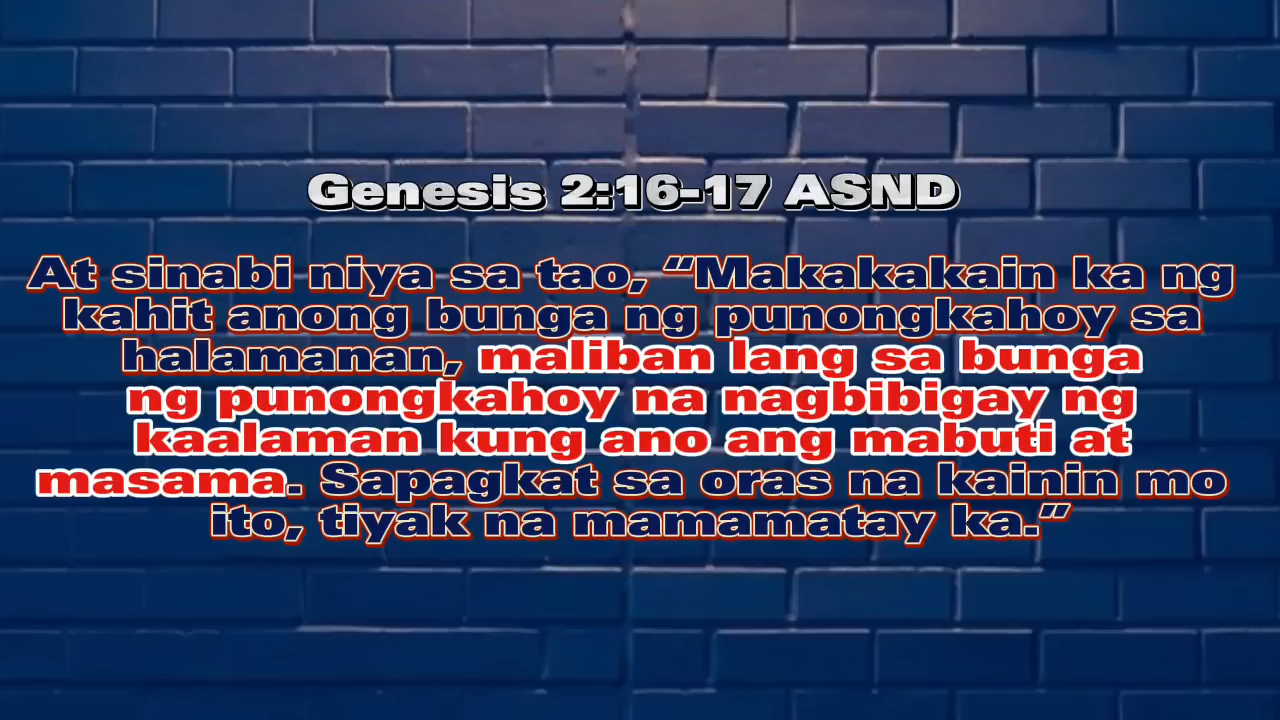 Genesis 2:16-17 ASND
At sinabi niya sa tao, “Makakakain ka ng
kahit anong bunga ng punongkahoy sa
halamanan, maliban lang sa bunga
ng punongkahoy na nagbibigay ng
kaalaman kung ano ang mabuti at
masama. Sapagkat sa oras na kainin mo
ito, tiyak na mamamatay ka.”